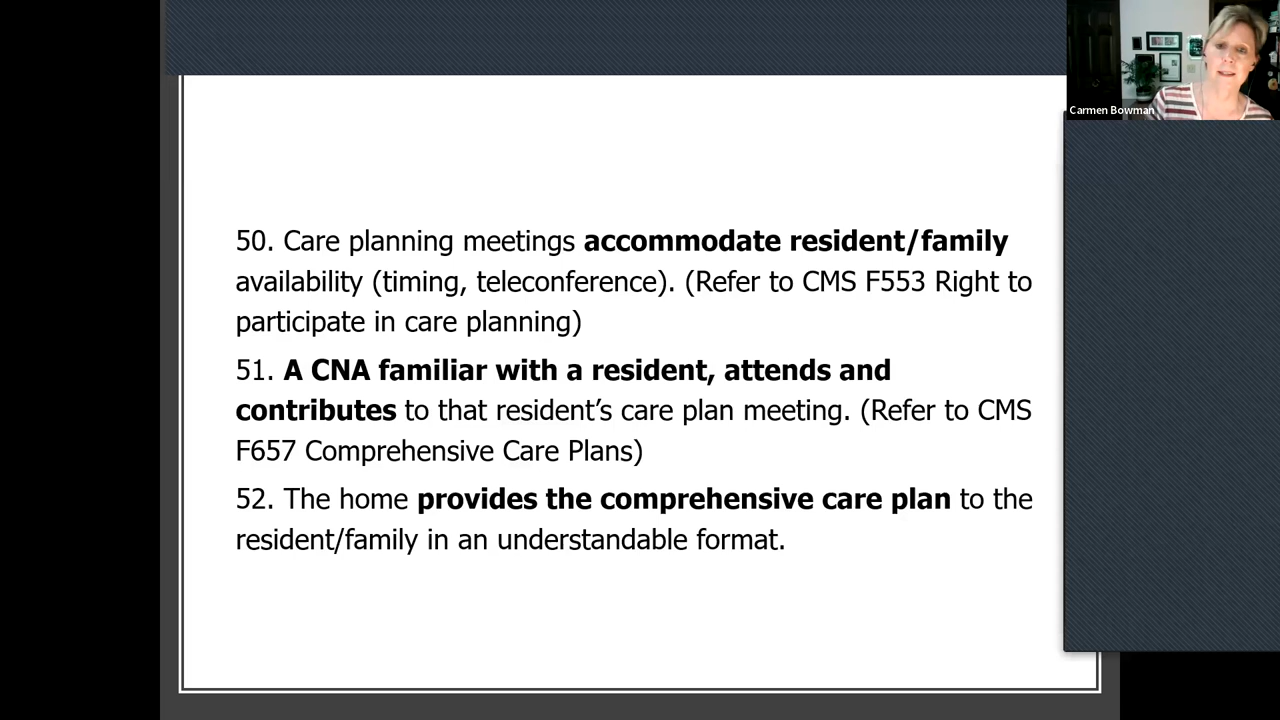 Carmen Bowman
50. Care planning meetings accommodate resident/family
availability (timing, teleconference). (Refer to CMS F553 Right to
participate in care planning)
51. A CNA familiar with a resident, attends and
contributes to that resident’s care plan meeting. (Refer to CMS
F657 Comprehensive Care Plans)
52. The home provides the comprehensive care plan to the
resident/family in an understandable format.